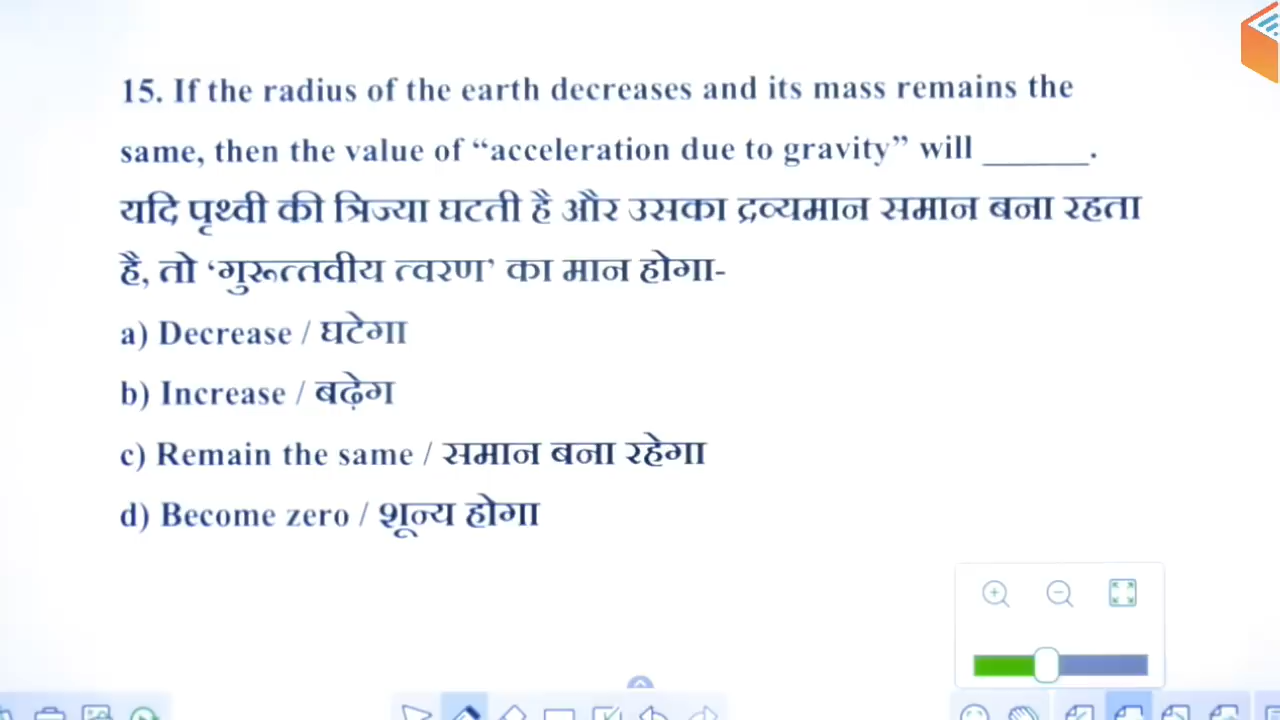 15. If the radius of the earth decreases and its mass remains the
same, then the value of “acceleration due to gravity” will ______.
यदि पृथ्वी की त्रिज्या घटती है और उसका द्रव्यमान समान बना रहता
है, तो ‘गुरूत्तवीय त्वरण’ का मान होगा-
a) Decrease / घटेगा
b) Increase / बढ़ेग
c) Remain the same / समान बना रहेगा
d) Become zero / शून्य होगा